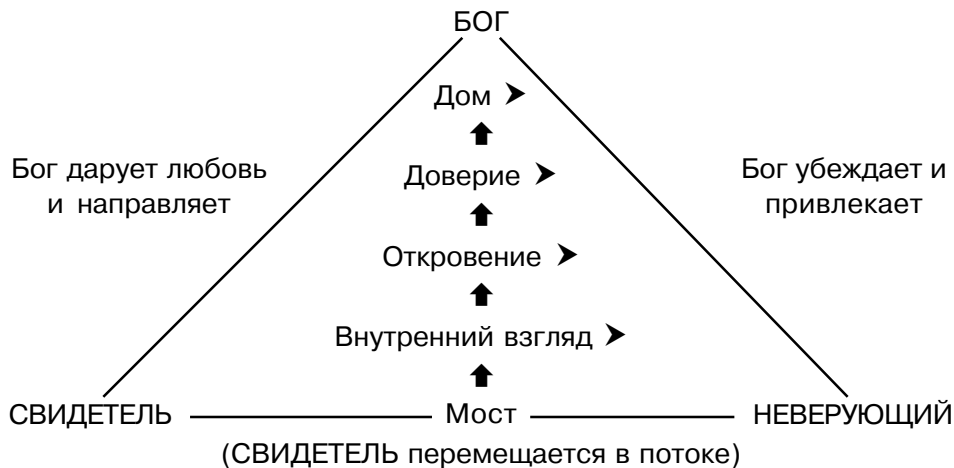 БОГ
Дом
Бог дарует любовь
и направляет
Доверие
Бог убеждает и
привлекает
Откровение
Внутренний взгляд
СВИДЕТЕЛЬ Мост НЕВЕРУЮЩИЙ
(СВИДЕТЕЛЬ перемещается в потоке)